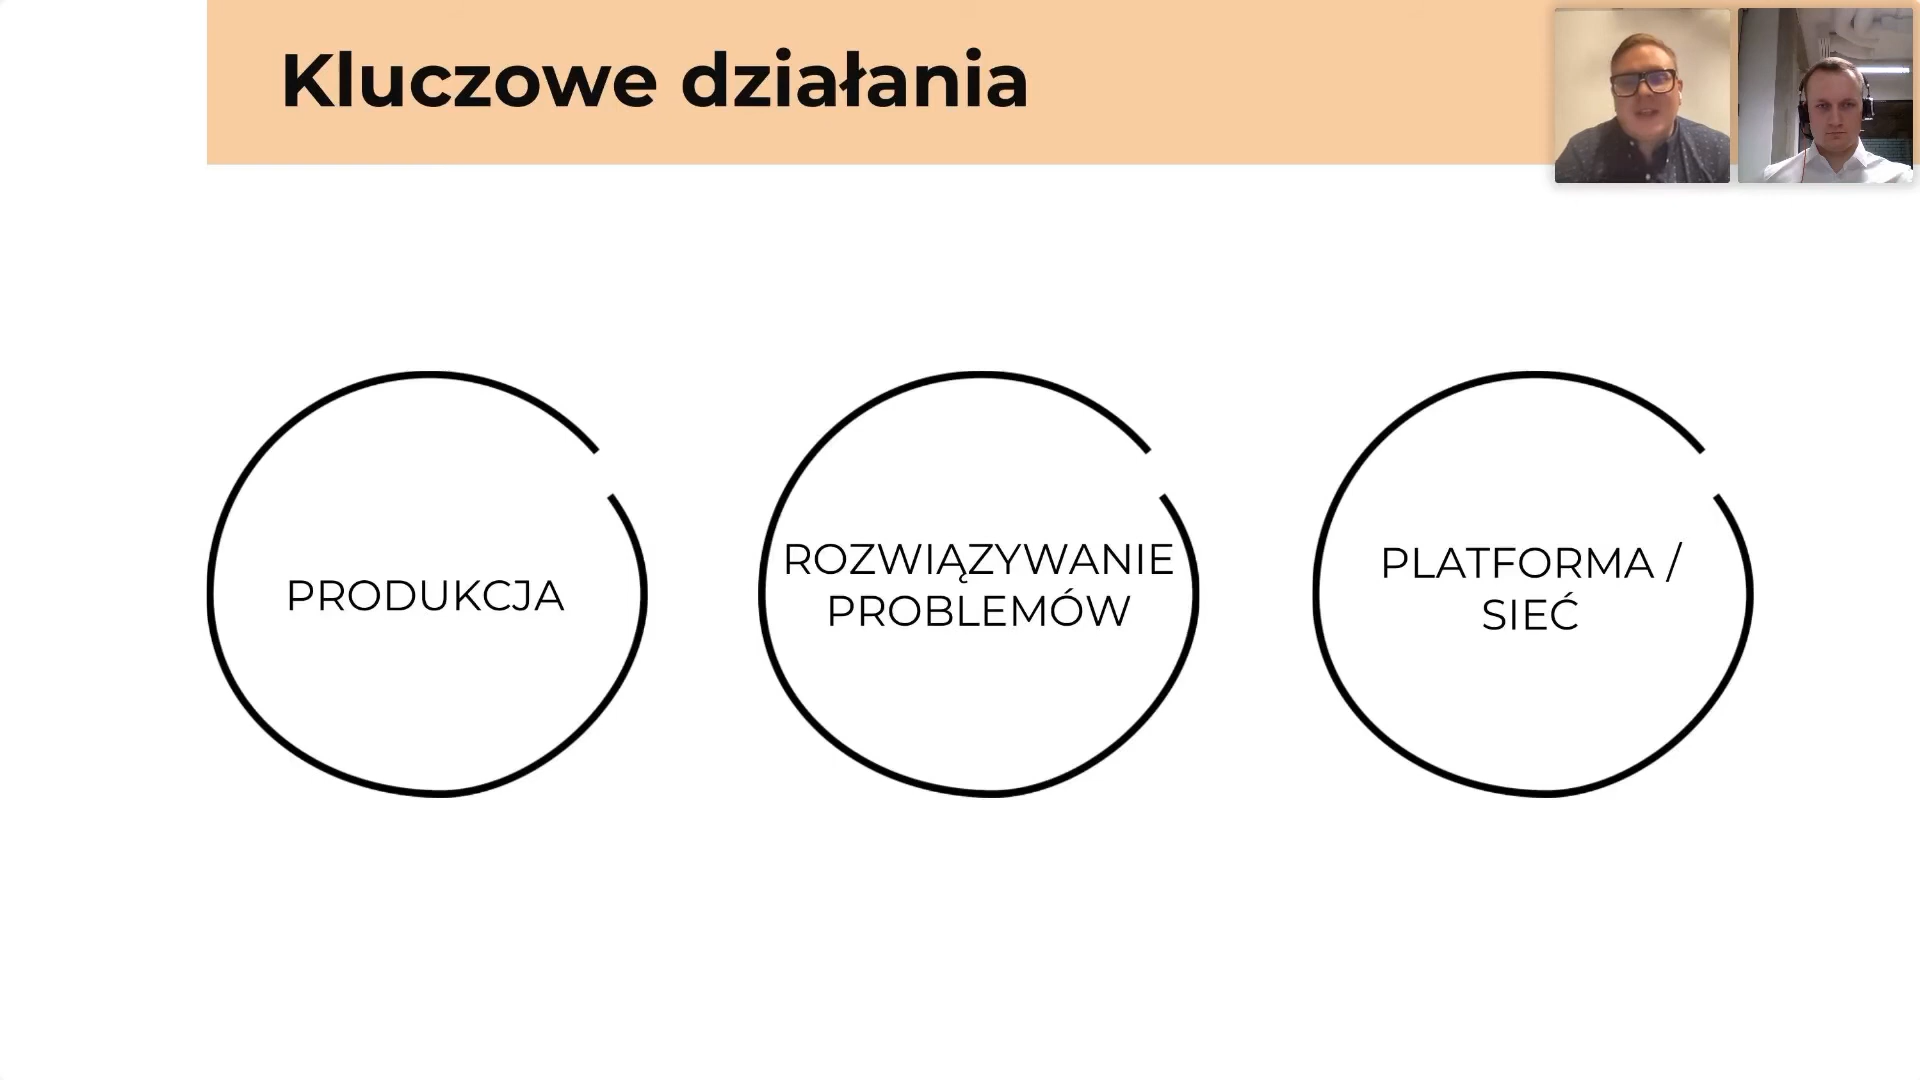 Kluczowe działania
PRODUKCJA
ROZWIĄZYWANIE
PROBLEMÓW
PLATFORMA /
SIEĆ